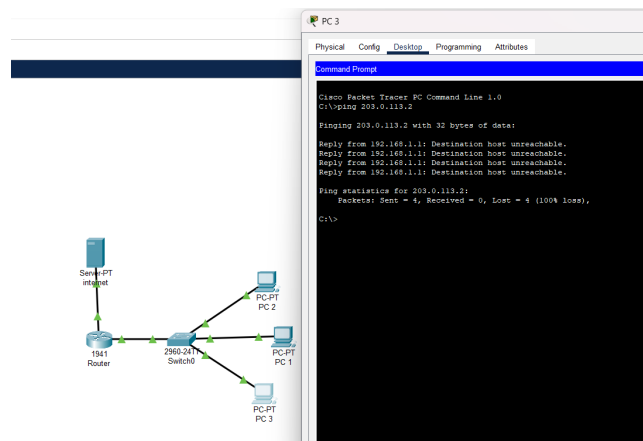 PC 3
Physical Config Desktop Programming Attributes
Command Prompt
Cisco Packet Tracer PC Command Line 1.0
C:\>ping 203.0.113.2
Pinging 203.0.113.2 with 32 bytes of data:
Reply from 192.168.1.1: Destination host unreachable.
Reply from 192.168.1.1: Destination host unreachable.
Reply from 192.168.1.1: Destination host unreachable.
Reply from 192.168.1.1: Destination host unreachable.
Ping statistics for 203.0.113.2:
Packets: Sent = 4, Received = 0, Lost = 4 (100% loss),
C:\>
Server-PT
internet
PC-PT
PC 2
1941
Router
2960-24TT
Switch0
PC-PT
PC 1
PC-PT
PC 3